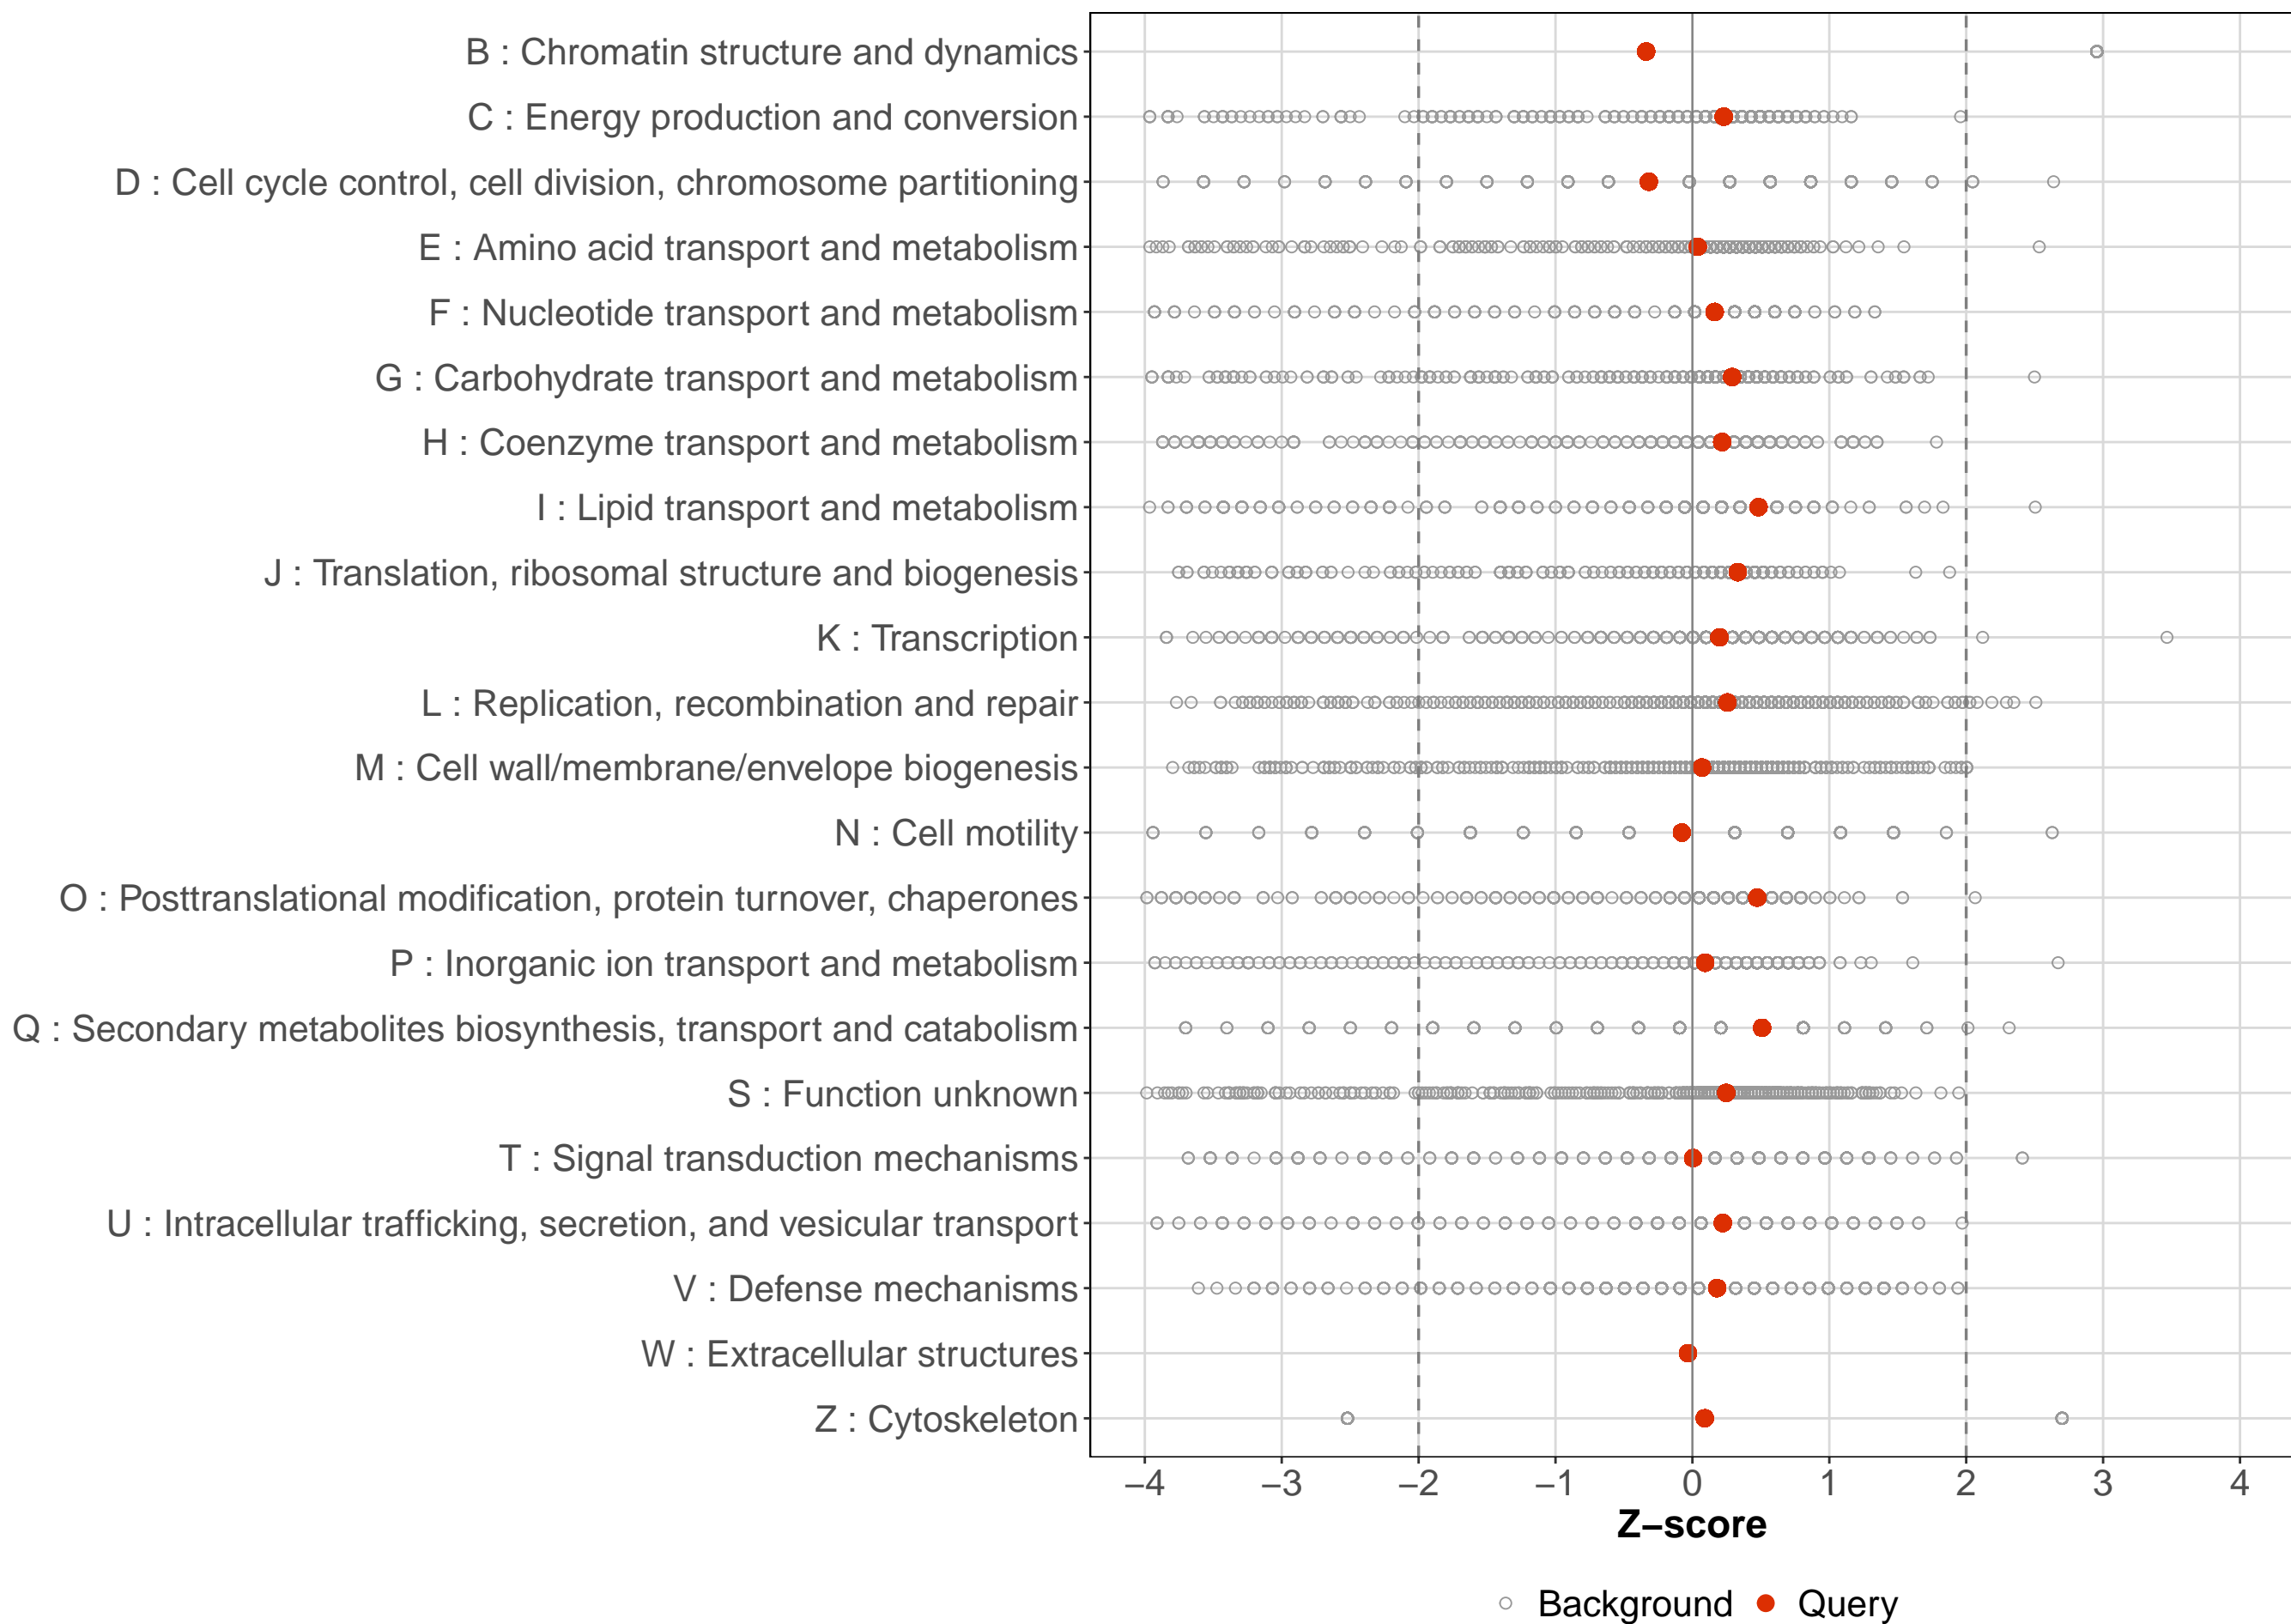 B : Chromatin structure and dynamics
C : Energy production and conversion
D : Cell cycle control, cell division, chromosome partitioning
E : Amino acid transport and metabolism
F : Nucleotide transport and metabolism
G : Carbohydrate transport and metabolism
H : Coenzyme transport and metabolism
I : Lipid transport and metabolism
J : Translation, ribosomal structure and biogenesis
K : Transcription
L : Replication, recombination and repair
M : Cell wall/membrane/envelope biogenesis
N : Cell motility
O : Posttranslational modification, protein turnover, chaperones
P : Inorganic ion transport and metabolism
Q : Secondary metabolites biosynthesis, transport and catabolism
S : Function unknown
T : Signal transduction mechanisms
U : Intracellular trafficking, secretion, and vesicular transport
V : Defense mechanisms
W : Extracellular structures
Z : Cytoskeleton
−4 −3 −2 −1 0 1 2 3 4
Z−score
Background Query